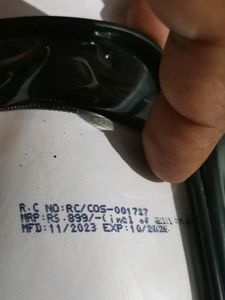 R.C NO:RC/COS-001727
MRP:RS.899/-(incl of
MFD:11/2023 EXP:10/2026